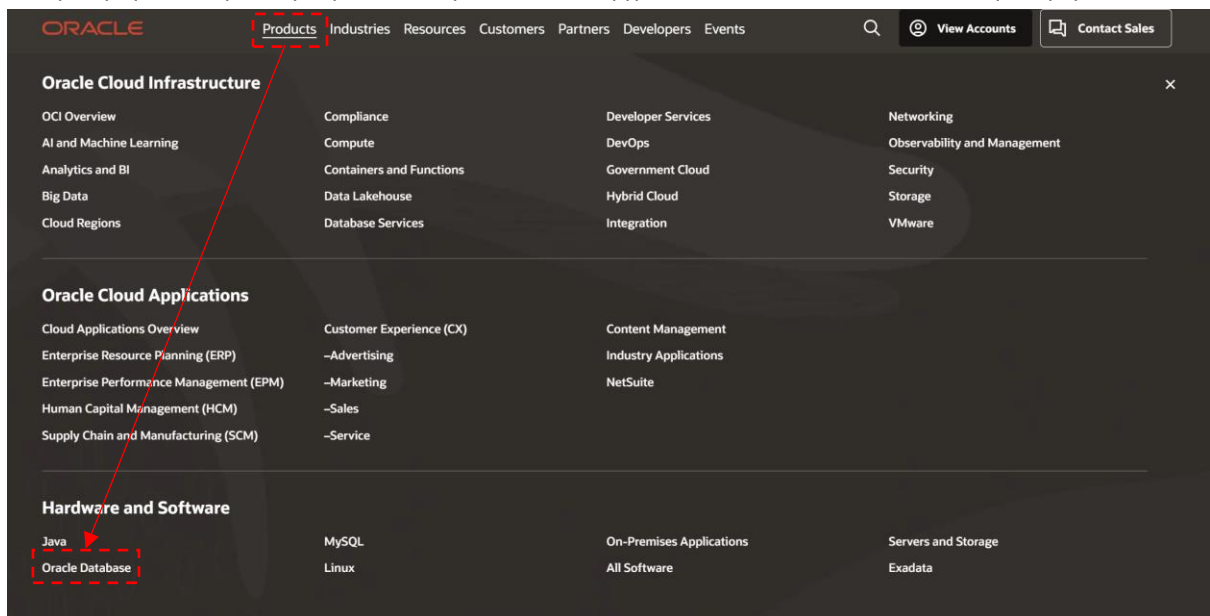 ORACLE
Products Industries Resources Customers Partners Developers Events
View Accounts
Contact Sales
Oracle Cloud Infrastructure
OCI Overview
AI and Machine Learning
Analytics and BI
Big Data
Cloud Regions
Compliance
Compute
Containers and Functions
Data Lakehouse
Database Services
Developer Services
DevOps
Government Cloud
Hybrid Cloud
Integration
Networking
Observability and Management
Security
Storage
VMware
Oracle Cloud Applications
Cloud Applications Overview
Enterprise Resource Planning (ERP)
Enterprise Performance Management (EPM)
Human Capital Management (HCM)
Supply Chain and Manufacturing (SCM)
Customer Experience (CX)
–Advertising
–Marketing
–Sales
–Service
Content Management
Industry Applications
NetSuite
Hardware and Software
Java
Oracle Database
MySQL
Linux
On-Premises Applications
All Software
Servers and Storage
Exadata